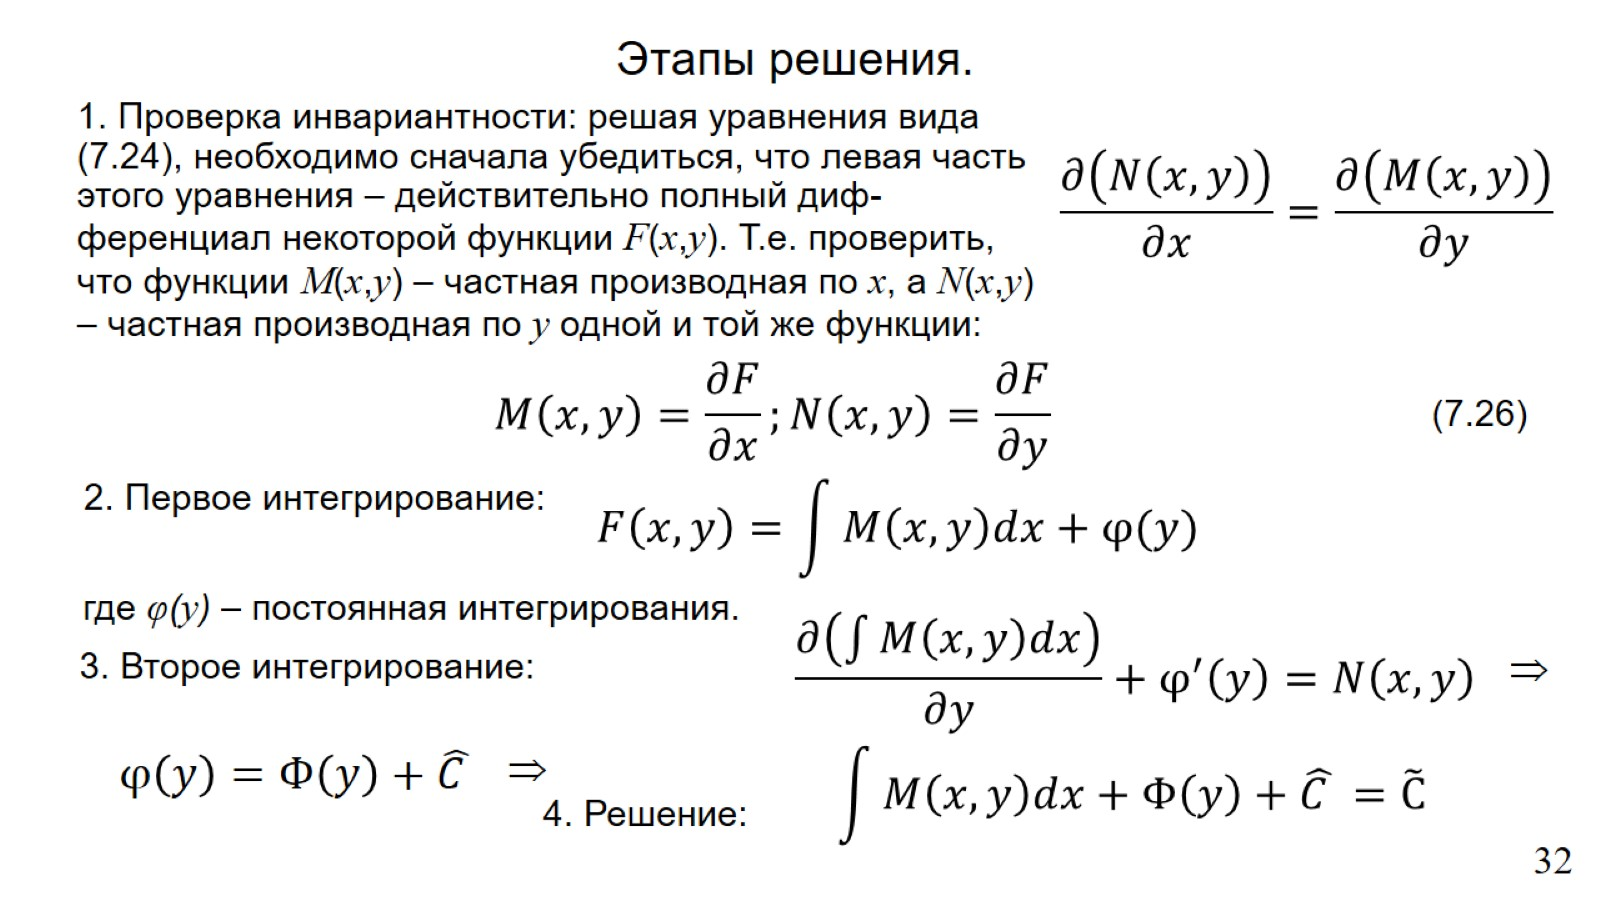 Этапы решения.
1. Проверка инвариантности: решая уравнения вида
(7.24), необходимо сначала убедиться, что левая часть
этого уравнения – действительно полный диф-
ференциал некоторой функции F(x,y). Т.е. проверить,
что функции M(x,y) – частная производная по x, а N(x,y)
– частная производная по y одной и той же функции:
∂(N(x, y))/∂x = ∂(M(x, y))/∂y
M(x, y) = ∂F/∂x ; N(x, y) = ∂F/∂y (7.26)
2. Первое интегрирование:
F(x, y) = ∫ M(x, y)dx + φ(y)
где φ(y) – постоянная интегрирования.
3. Второе интегрирование:
∂(∫ M(x, y)dx)/∂y + φ′(y) = N(x, y) ⇒
φ(y) = Φ(y) + Ĉ ⇒
4. Решение:
∫ M(x, y)dx + Φ(y) + Ĉ = C̃
32